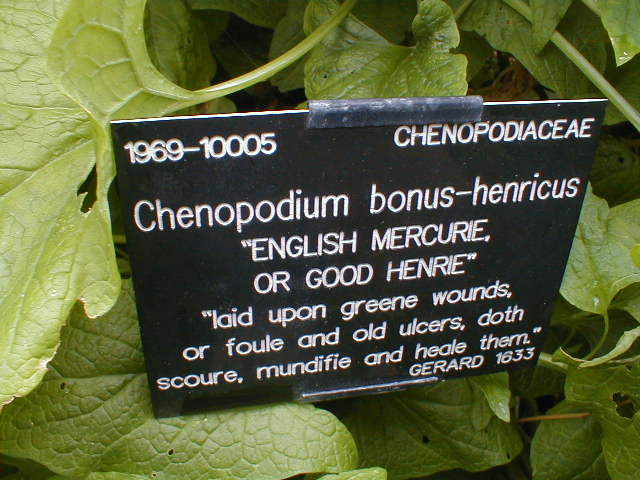 1969-10005 CHENOPODIACEAE
Chenopodium bonus-henricus
"ENGLISH MERCURIE,
OR GOOD HENRIE"
"laid upon greene wounds,
or foule and old ulcers, doth
scoure, mundifie and heale them."
GERARD 1633